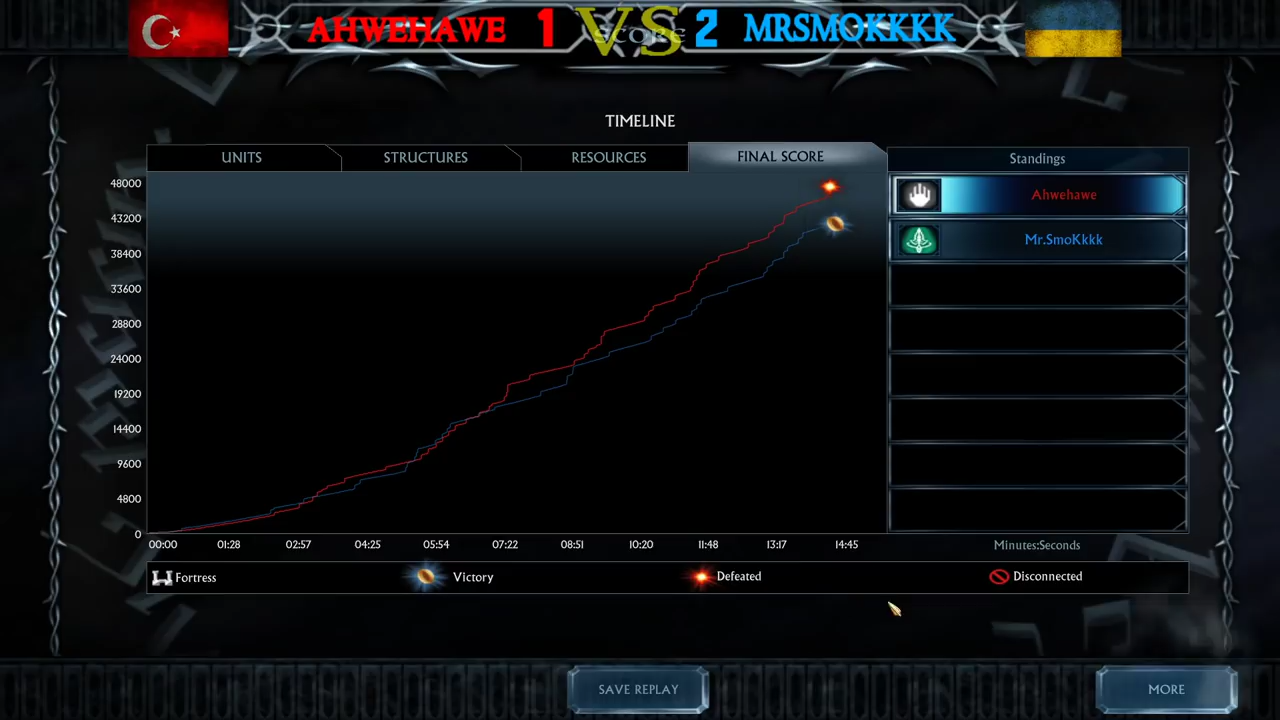 AHWEHAWE 1 VS 2 MRSMOKKKK
SCORE
TIMELINE
UNITS
STRUCTURES
RESOURCES
FINAL SCORE
Standings
48000
43200
38400
33600
28800
24000
19200
14400
9600
4800
0
Ahwehawe
Mr.SmoKkkk
00:00
01:28
02:57
04:25
05:54
07:22
08:51
10:20
11:48
13:17
14:45
Minutes:Seconds
Fortress
Victory
Defeated
Disconnected
SAVE REPLAY
MORE